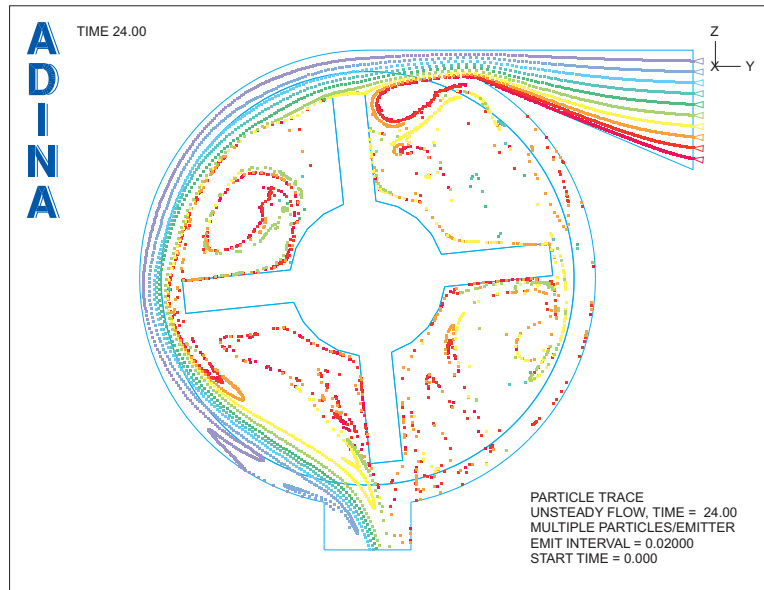 ADINA
TIME 24.00
Z
X
Y
PARTICLE TRACE
UNSTEADY FLOW, TIME = 24.00
MULTIPLE PARTICLES/EMITTER
EMIT INTERVAL = 0.02000
START TIME = 0.000